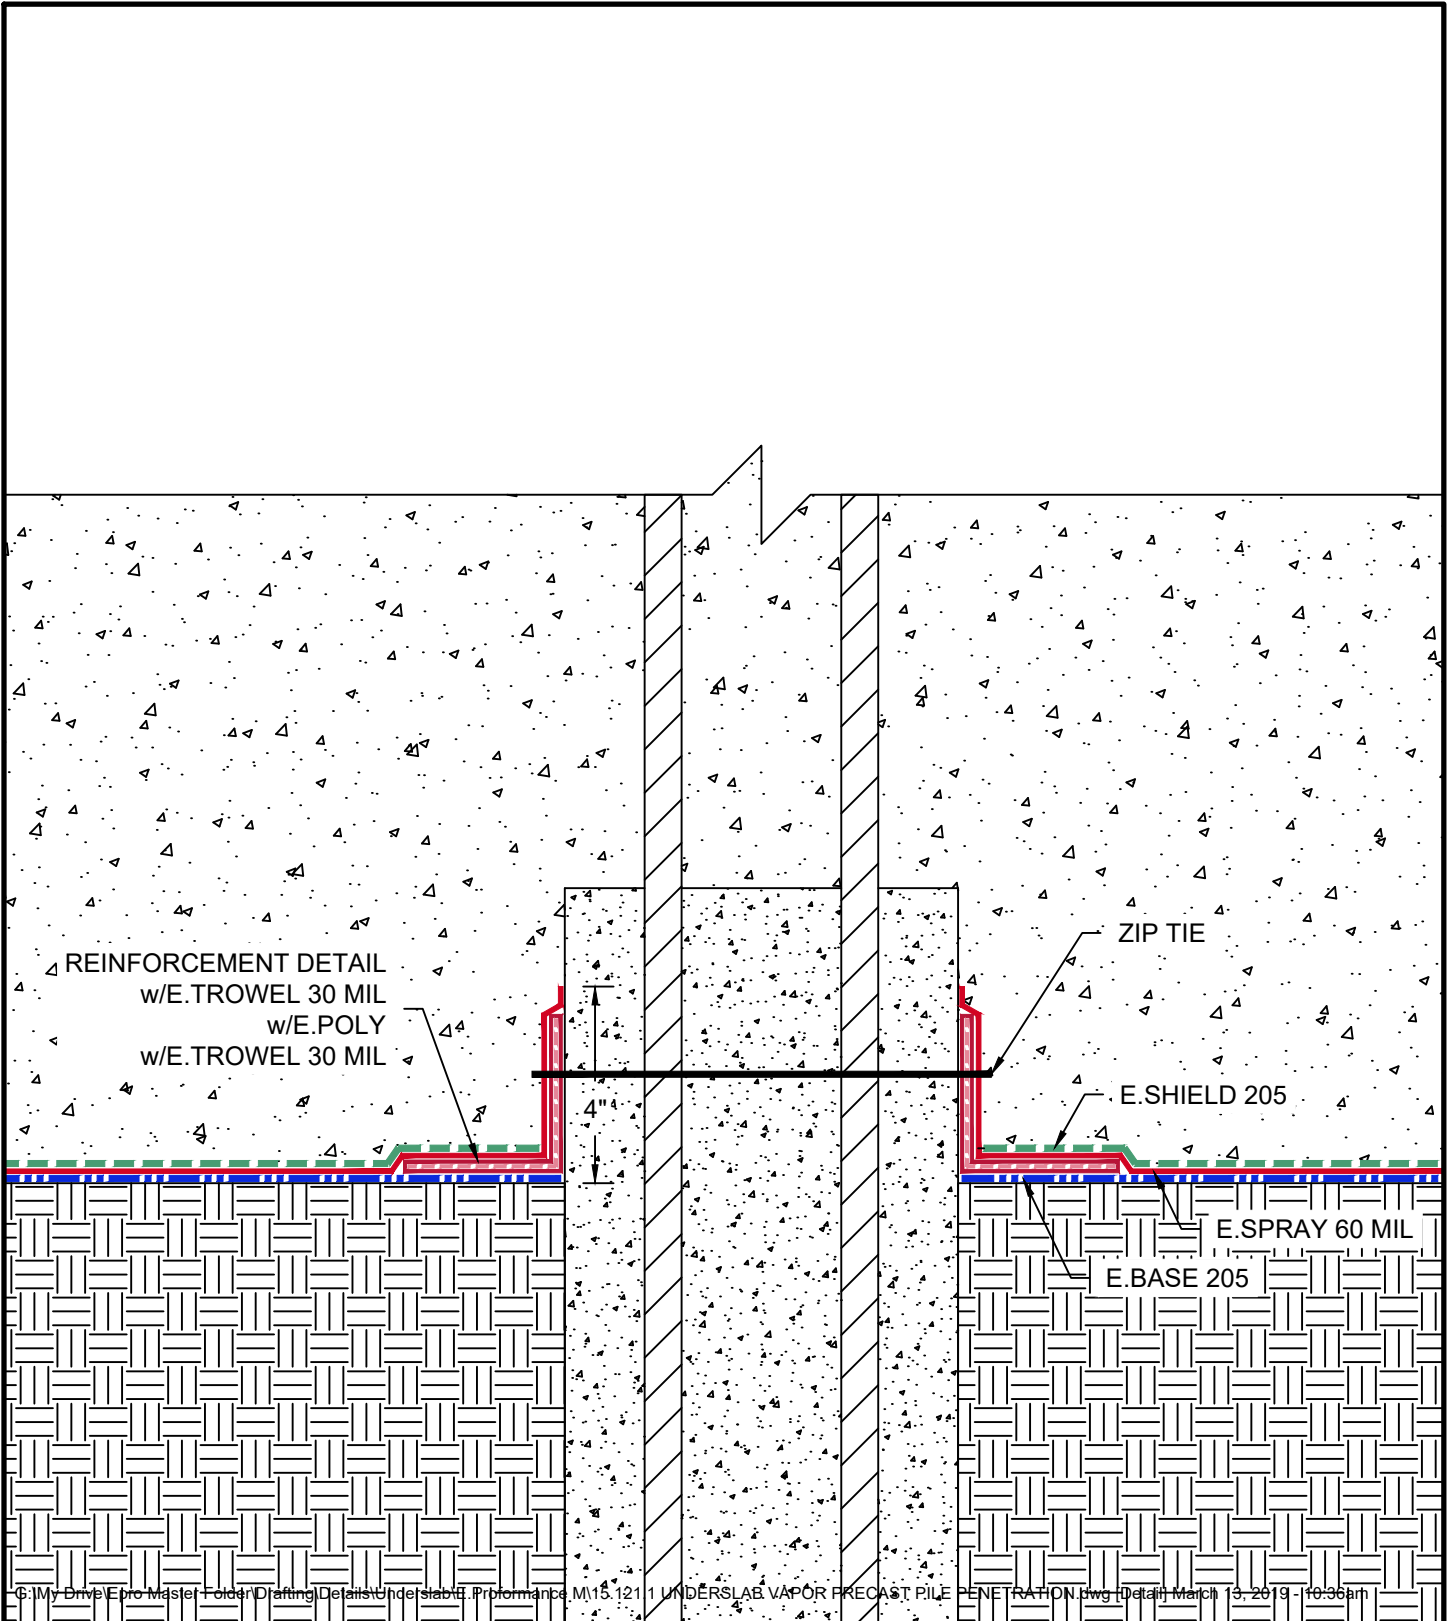 REINFORCEMENT DETAIL
w/E.TROWEL 30 MIL
w/E.POLY
w/E.TROWEL 30 MIL
ZIP TIE
4"
E.SHIELD 205
E.SPRAY 60 MIL
E.BASE 205
G:\My Drive\Epro Master Folder\Drafting\Details\Underslab\E.Proformance M\15.121.1 UNDERSLAB VAPOR PRECAST PILE PENETRATION.dwg [Detail] March 13, 2019 - 10:36am